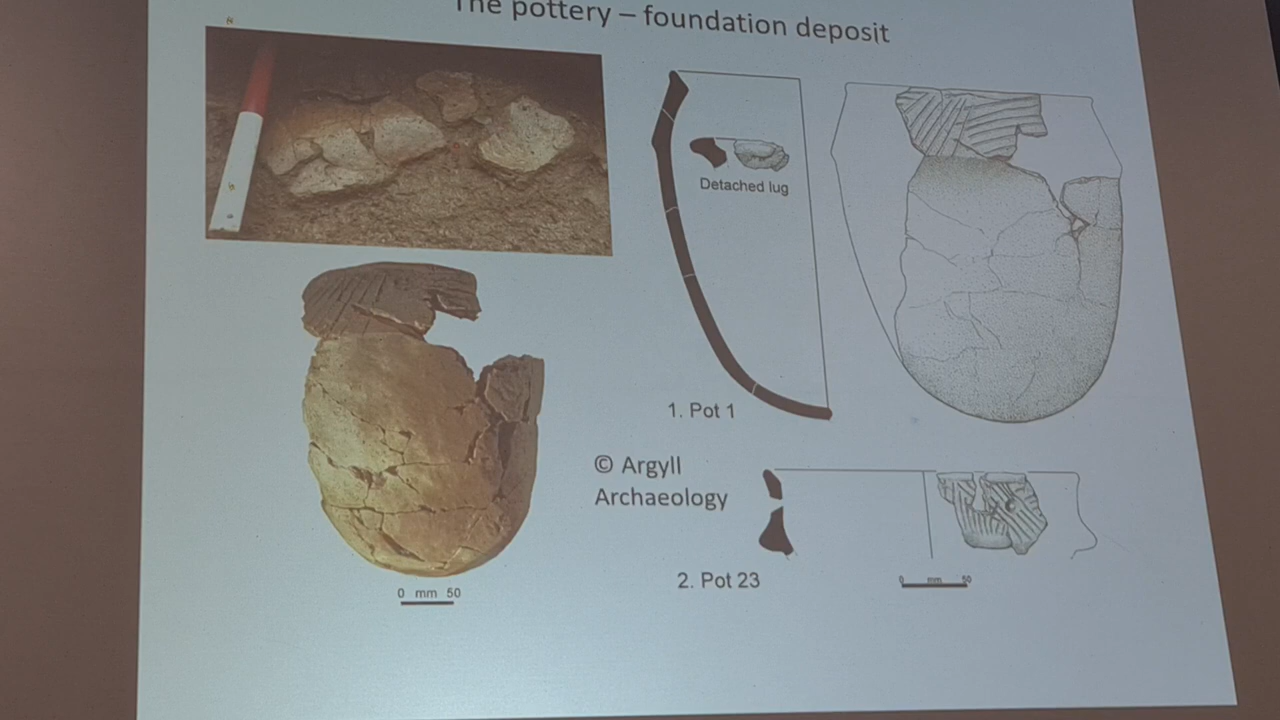 The pottery – foundation deposit
Detached lug
1. Pot 1
© Argyll
Archaeology
2. Pot 23
0 mm 50
0 mm 50